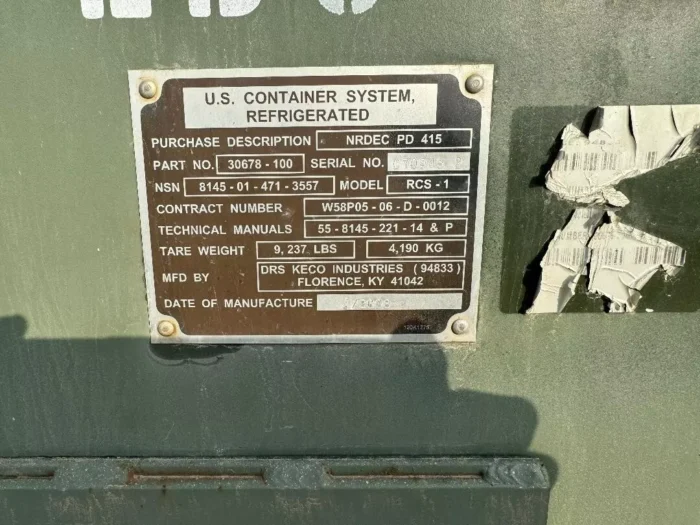 U.S. CONTAINER SYSTEM,
REFRIGERATED
PURCHASE DESCRIPTION NRDEC PD 415
PART NO. 30678-100 SERIAL NO.
NSN 8145-01-471-3557 MODEL RCS-1
CONTRACT NUMBER W58P05-06-D-0012
TECHNICAL MANUALS 55-8145-221-14 & P
TARE WEIGHT 9,237 LBS 4,190 KG
MFD BY DRS KECO INDUSTRIES (94833)
FLORENCE, KY 41042
DATE OF MANUFACTURE